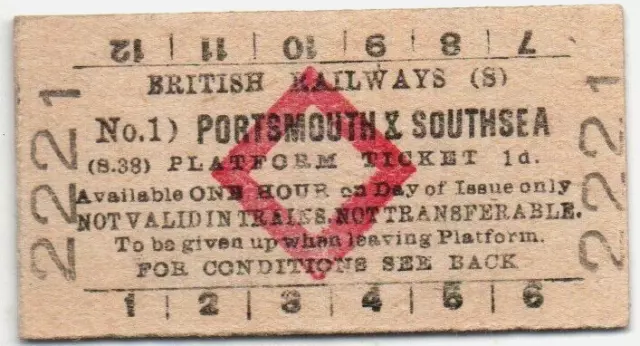 12 | 11 | 10 | 9 | 8 | 7
BRITISH RAILWAYS (S)
No.1) PORTSMOUTH & SOUTHSEA
(S.38) PLATFORM TICKET 1d.
Available ONE HOUR on Day of Issue only
NOT VALID IN TRAINS. NOT TRANSFERABLE.
To be given up when leaving Platform.
FOR CONDITIONS SEE BACK
1 | 2 | 3 | 4 | 5 | 6
2221
2221